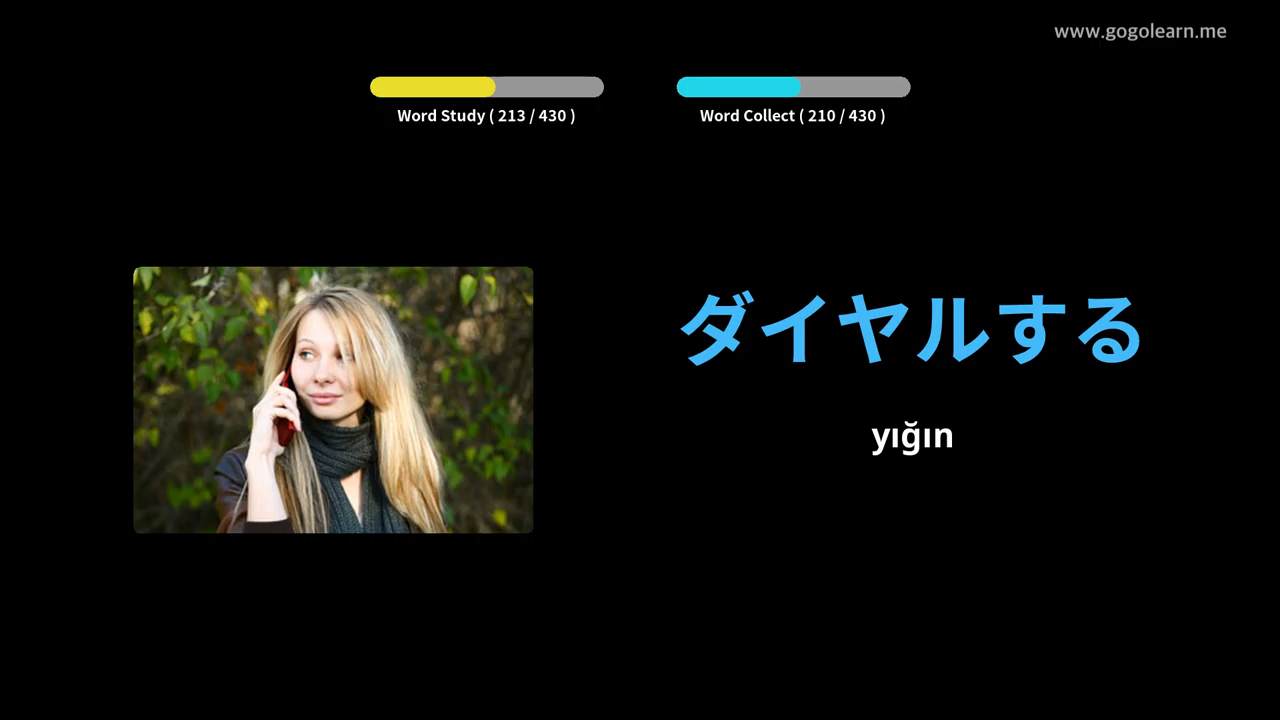 www.gogolearn.me
Word Study ( 213 / 430 )
Word Collect ( 210 / 430 )
ダイヤルする
yığın